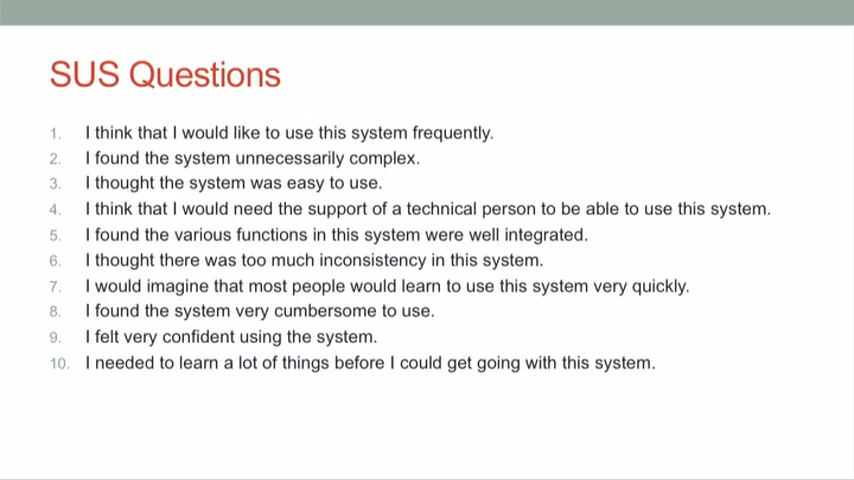 SUS Questions
1. I think that I would like to use this system frequently.
2. I found the system unnecessarily complex.
3. I thought the system was easy to use.
4. I think that I would need the support of a technical person to be able to use this system.
5. I found the various functions in this system were well integrated.
6. I thought there was too much inconsistency in this system.
7. I would imagine that most people would learn to use this system very quickly.
8. I found the system very cumbersome to use.
9. I felt very confident using the system.
10. I needed to learn a lot of things before I could get going with this system.